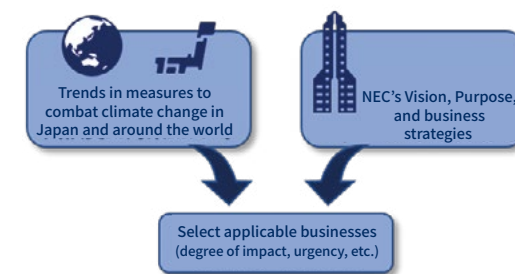 Trends in measures to
combat climate change in
Japan and around the world
NEC's Vision, Purpose,
and business
strategies
Select applicable businesses
(degree of impact, urgency, etc.)